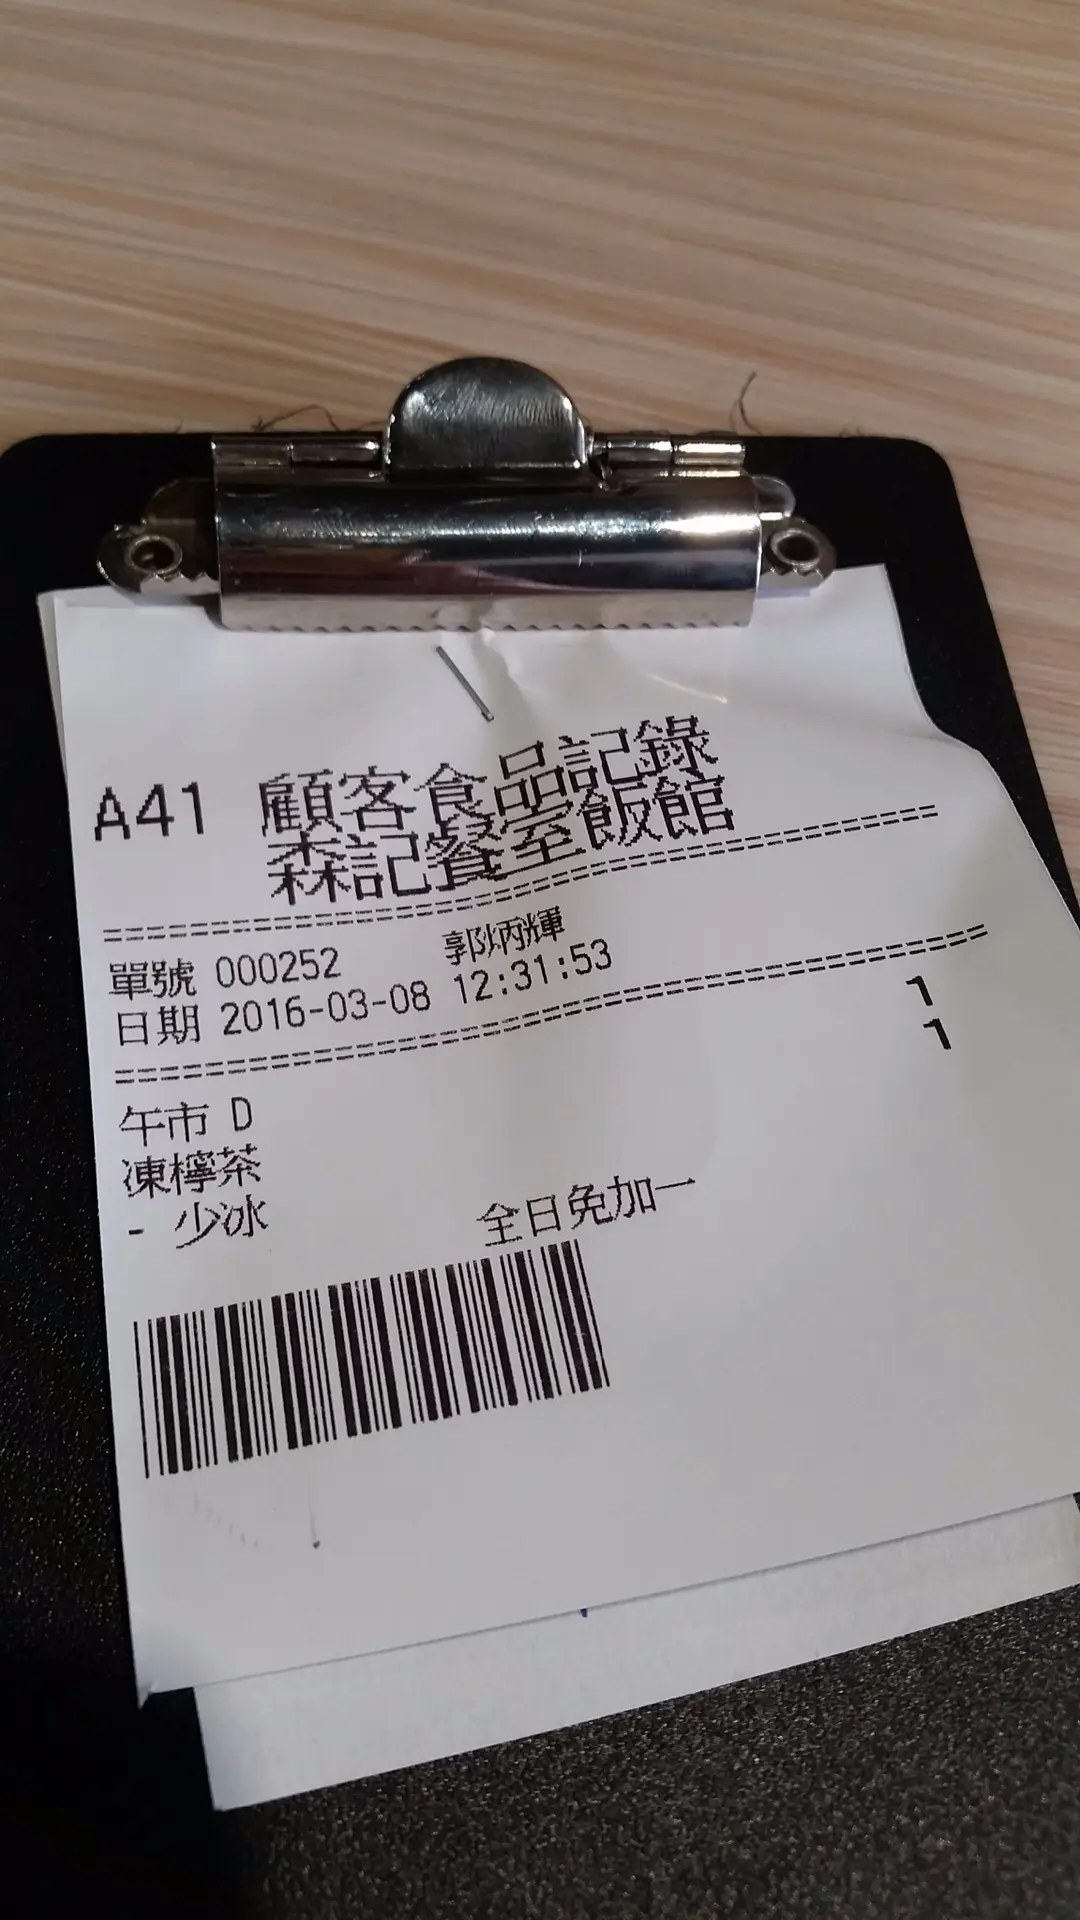 A41 顧客食品記錄
森記餐室飯館
單號 000252 郭炳輝
日期 2016-03-08 12:31:53
午市 D 1
凍檸茶 1
- 少冰
全日免加一